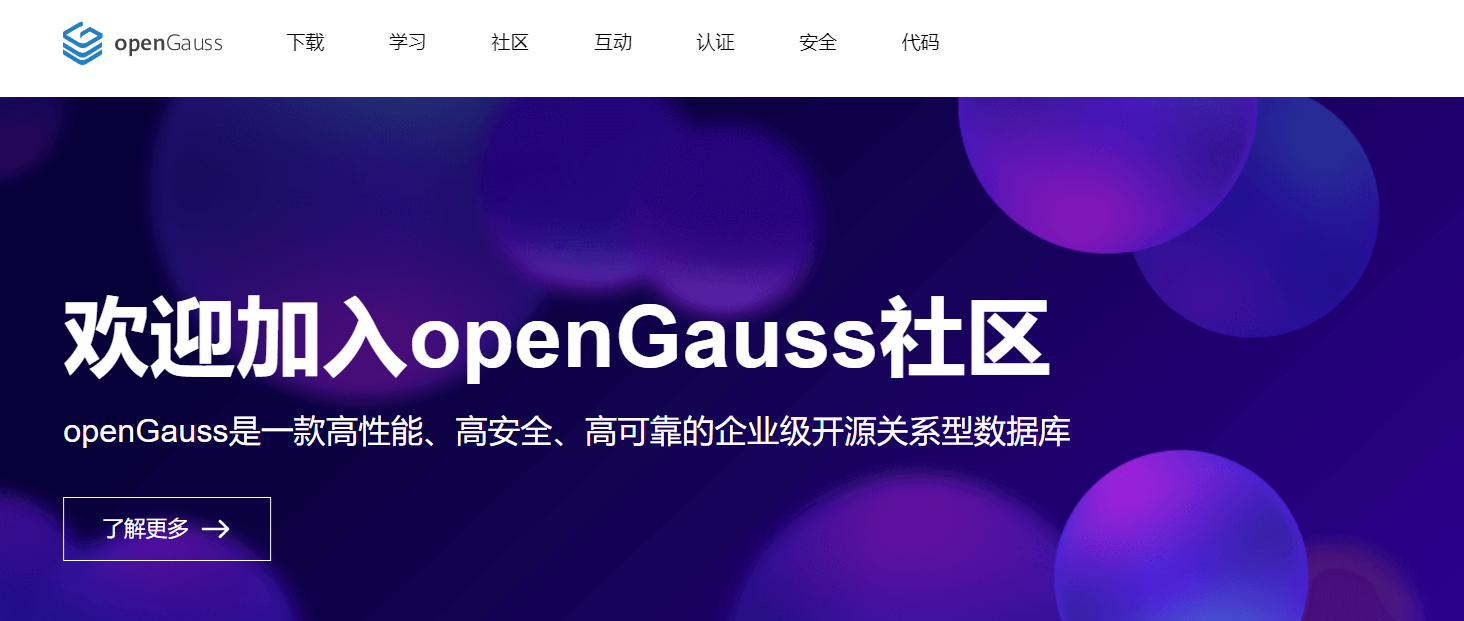 openGauss 下载 学习 社区 互动 认证 安全 代码
欢迎加入openGauss社区
openGauss是一款高性能、高安全、高可靠的企业级开源关系型数据库
了解更多 →